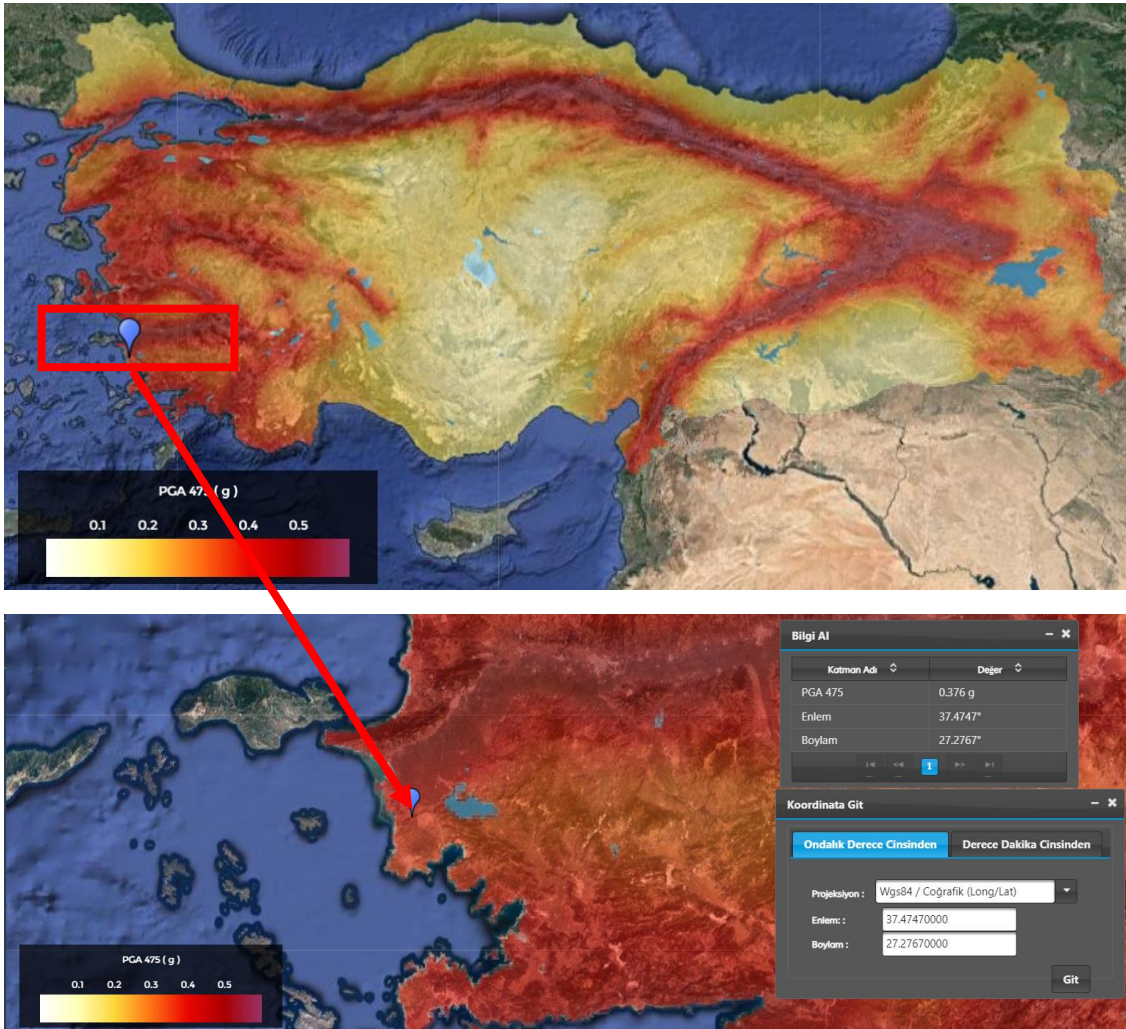 PGA 475 ( g )
0.1 0.2 0.3 0.4 0.5
Bilgi Al
Katman Adı Değer
PGA 475 0.376 g
Enlem 37.4747°
Boylam 27.2767°
1
Koordinata Git
Ondalık Derece Cinsinden Derece Dakika Cinsinden
Projeksiyon : Wgs84 / Coğrafik (Long/Lat)
Enlem: : 37.47470000
Boylam : 27.27670000
Git
PGA 475 ( g )
0.1 0.2 0.3 0.4 0.5